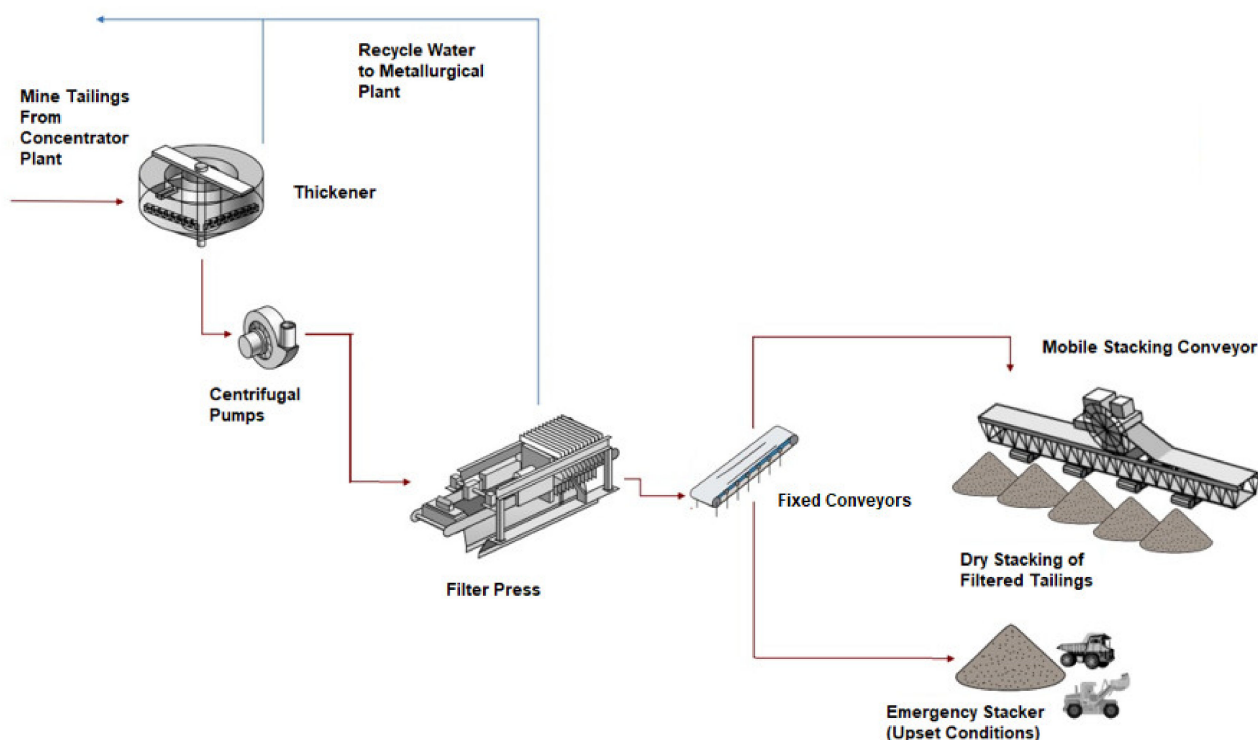 Recycle Water
to Metallurgical
Plant
Mine Tailings
From
Concentrator
Plant
Thickener
Centrifugal
Pumps
Filter Press
Fixed Conveyors
Mobile Stacking Conveyor
Dry Stacking of
Filtered Tailings
Emergency Stacker
(Upset Conditions)